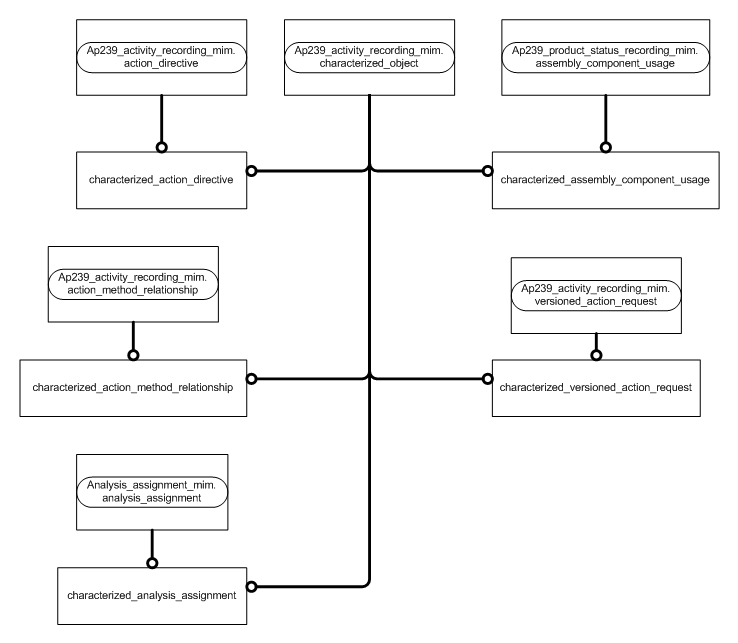 Ap239_activity_recording_mim.
action_directive
Ap239_activity_recording_mim.
characterized_object
Ap239_product_status_recording_mim.
assembly_component_usage
characterized_action_directive
characterized_assembly_component_usage
Ap239_activity_recording_mim.
action_method_relationship
Ap239_activity_recording_mim.
versioned_action_request
characterized_action_method_relationship
characterized_versioned_action_request
Analysis_assignment_mim.
analysis_assignment
characterized_analysis_assignment